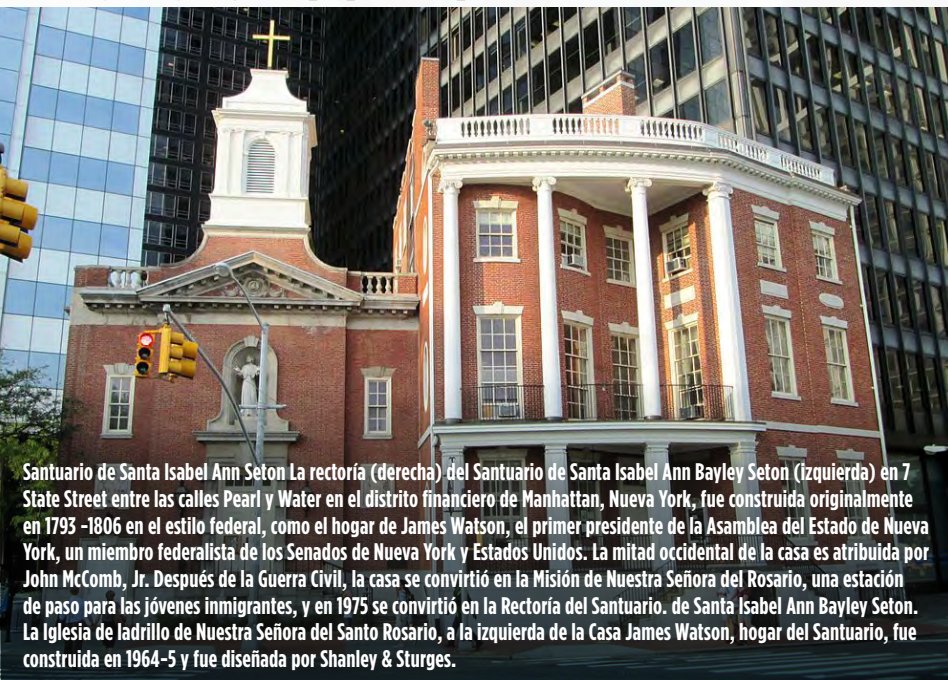 Santuario de Santa Isabel Ann Seton La rectoría (derecha) del Santuario de Santa Isabel Ann Bayley Seton (izquierda) en 7
State Street entre las calles Pearl y Water en el distrito financiero de Manhattan, Nueva York, fue construida originalmente
en 1793 -1806 en el estilo federal, como el hogar de James Watson, el primer presidente de la Asamblea del Estado de Nueva
York, un miembro federalista de los Senados de Nueva York y Estados Unidos. La mitad occidental de la casa es atribuida por
John McComb, Jr. Después de la Guerra Civil, la casa se convirtió en la Misión de Nuestra Señora del Rosario, una estación
de paso para las jóvenes inmigrantes, y en 1975 se convirtió en la Rectoría del Santuario. de Santa Isabel Ann Bayley Seton.
La Iglesia de ladrillo de Nuestra Señora del Santo Rosario, a la izquierda de la Casa James Watson, hogar del Santuario, fue
construida en 1964-5 y fue diseñada por Shanley & Sturges.